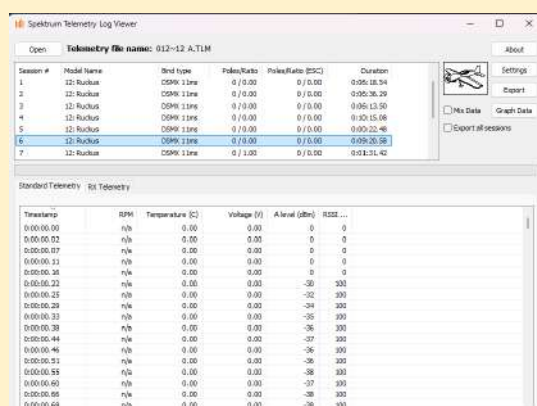 Spektrum Telemetry Log Viewer
Open Telemetry file name: 012~12 A.TLM About
Session # Model Name Bind type Poles/Ratio Poles/Ratio (ESC) Duration
1 12: Ruckus DSMX 11ms 0 / 0.00 0 / 0.00 0:06:18.54
2 12: Ruckus DSMX 11ms 0 / 0.00 0 / 0.00 0:06:36.29
3 12: Ruckus DSMX 11ms 0 / 0.00 0 / 0.00 0:06:13.50
4 12: Ruckus DSMX 11ms 0 / 0.00 0 / 0.00 0:10:15.08
5 12: Ruckus DSMX 11ms 0 / 0.00 0 / 0.00 0:00:22.48
6 12: Ruckus DSMX 11ms 0 / 0.00 0 / 0.00 0:09:20.58
7 12: Ruckus DSMX 11ms 0 / 1.00 0 / 0.00 0:01:31.42
Settings
Export
Mix Data Graph Data
Export all sessions
Standard Telemetry RX Telemetry
Timestamp RPM Temperature (C) Voltage (V) A level (dBm) RSSI ...
0:00:00.00 n/a 0.00 0.00 0 0
0:00:00.02 n/a 0.00 0.00 0 0
0:00:00.07 n/a 0.00 0.00 0 0
0:00:00.11 n/a 0.00 0.00 0 0
0:00:00.16 n/a 0.00 0.00 0 0
0:00:00.22 n/a 0.00 0.00 -30 100
0:00:00.25 n/a 0.00 0.00 -32 100
0:00:00.29 n/a 0.00 0.00 -34 100
0:00:00.33 n/a 0.00 0.00 -35 100
0:00:00.38 n/a 0.00 0.00 -36 100
0:00:00.44 n/a 0.00 0.00 -37 100
0:00:00.46 n/a 0.00 0.00 -36 100
0:00:00.51 n/a 0.00 0.00 -36 100
0:00:00.55 n/a 0.00 0.00 -38 100
0:00:00.60 n/a 0.00 0.00 -37 100
0:00:00.66 n/a 0.00 0.00 -38 100
0:00:00.68 n/a 0.00 0.00 -39 100